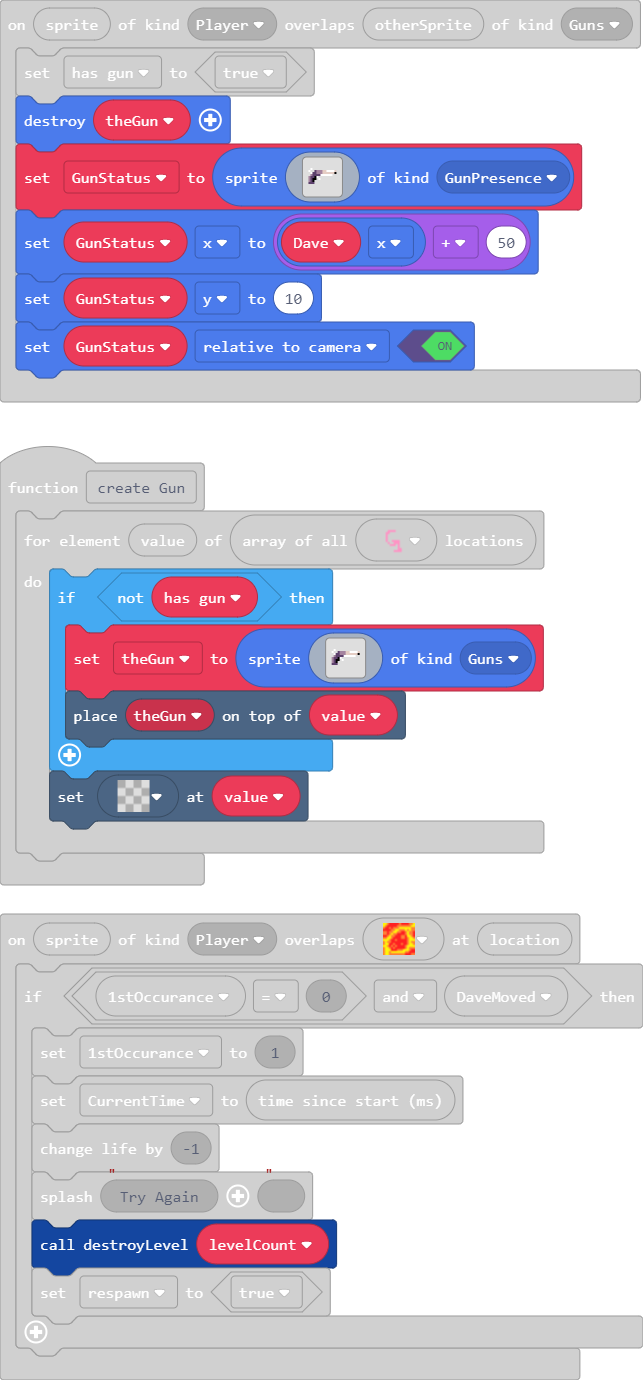 on sprite of kind Player overlaps otherSprite of kind Guns
set has gun to true
destroy theGun
set GunStatus to sprite of kind GunPresence
set GunStatus x to Dave x + 50
set GunStatus y to 10
set GunStatus relative to camera ON
function create Gun
for element value of array of all locations
do
if not has gun then
set theGun to sprite of kind Guns
place theGun on top of value
set at value
on sprite of kind Player overlaps at location
if 1stOccurance = 0 and DaveMoved then
set 1stOccurance to 1
set CurrentTime to time since start (ms)
change life by -1
splash "Try Again"
call destroyLevel levelCount
set respawn to true